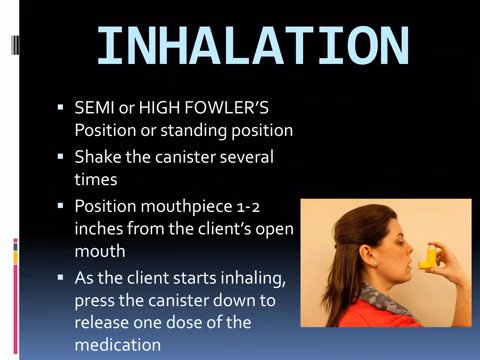 INHALATION
SEMI or HIGH FOWLER'S
Position or standing position
Shake the canister several
times
Position mouthpiece 1-2
inches from the client's open
mouth
As the client starts inhaling,
press the canister down to
release one dose of the
medication